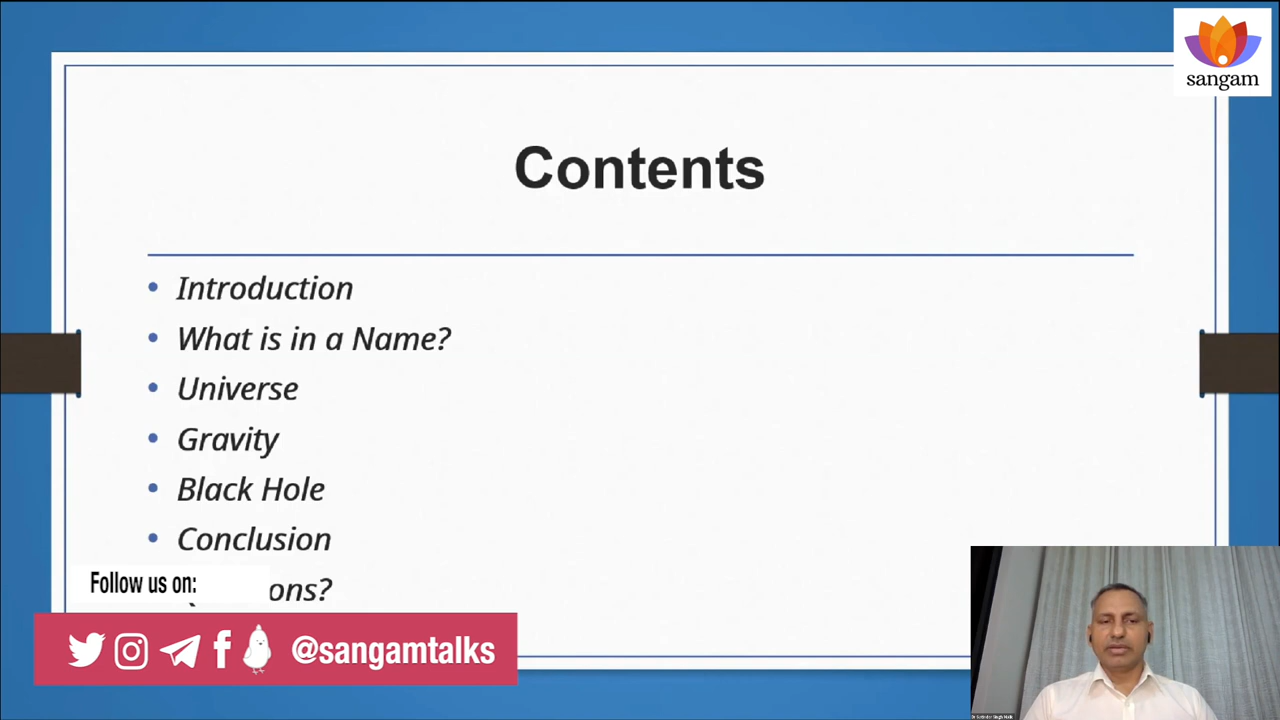 sangam
Contents
• Introduction
• What is in a Name?
• Universe
• Gravity
• Black Hole
• Conclusion
ons?
Follow us on:
@sangamtalks